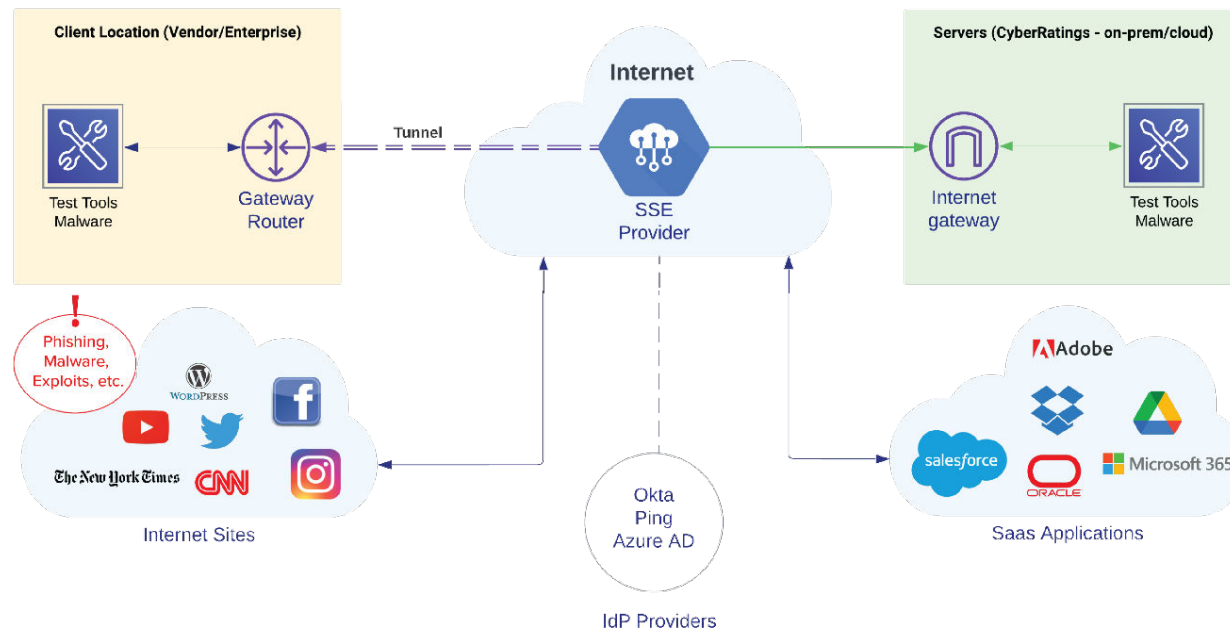 Client Location (Vendor/Enterprise)
Test Tools
Malware
Gateway
Router
Tunnel
Internet
SSE
Provider
Servers (CyberRatings - on-prem/cloud)
Internet
gateway
Test Tools
Malware
Phishing,
Malware,
Exploits, etc.
WORDPRESS
The New York Times
CNN
Internet Sites
Okta
Ping
Azure AD
IdP Providers
Adobe
salesforce
ORACLE
Microsoft 365
Saas Applications